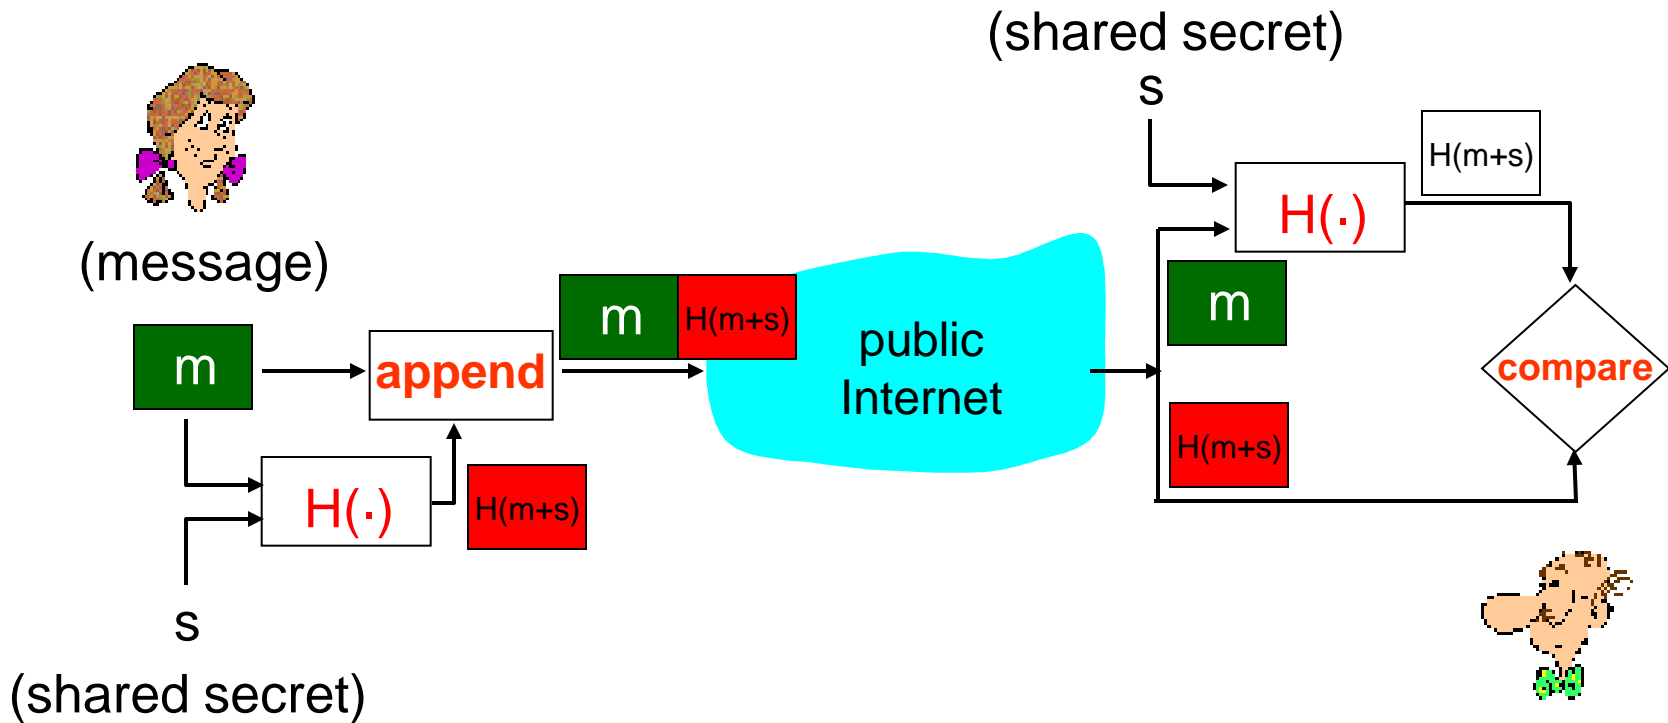 (shared secret)
s
H(m+s)
H(·)
(message)
m
append
m H(m+s)
public
Internet
m
compare
H(m+s)
H(·)
H(m+s)
s
(shared secret)